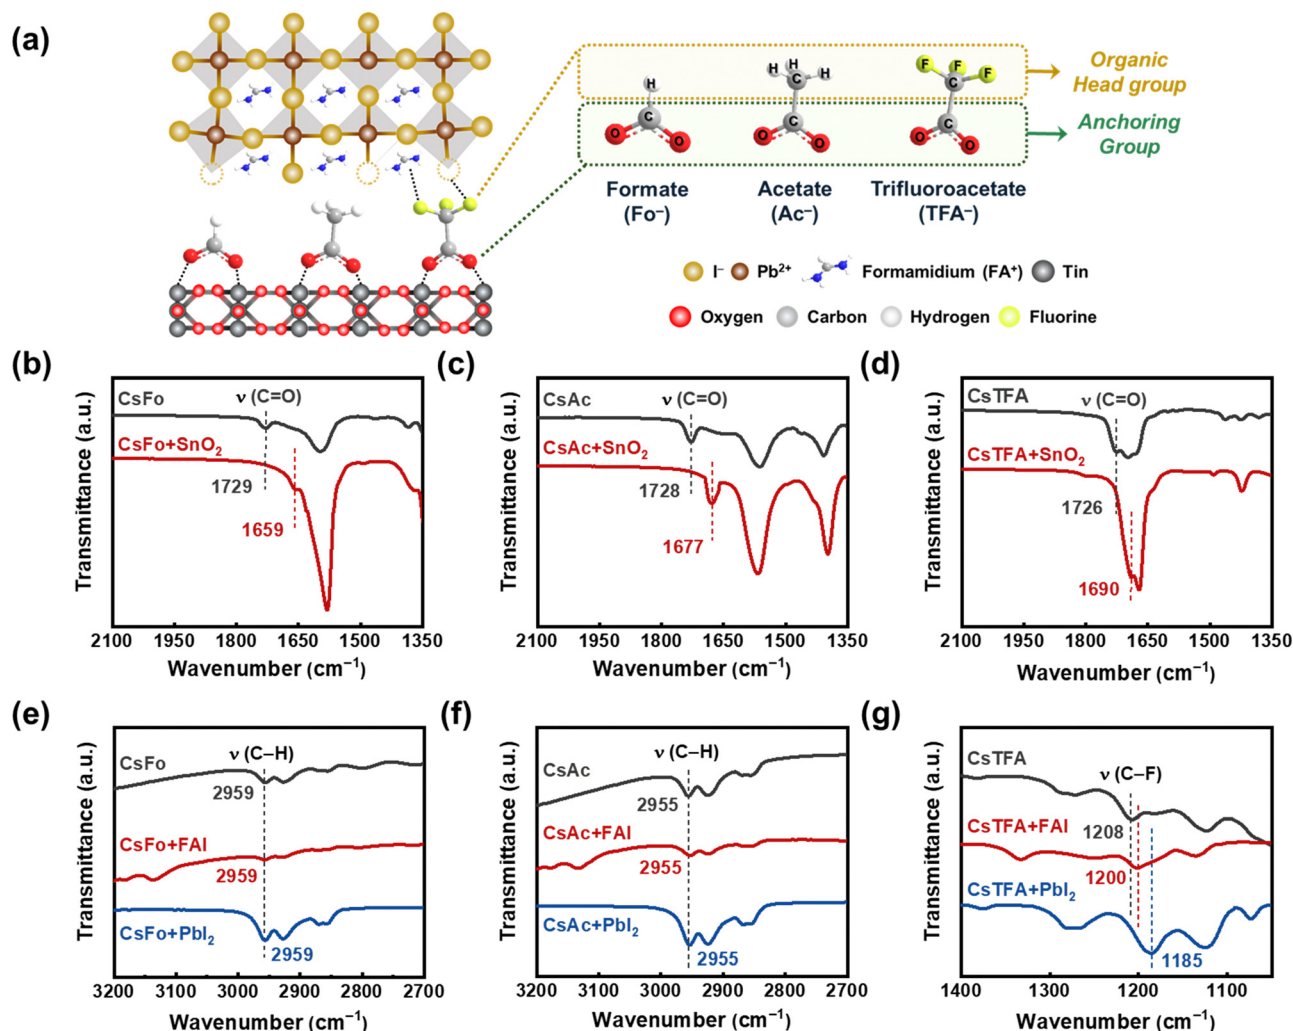 (a)
H
C
O
O
H
H
H
C
C
O
O
F
F
F
C
C
O
O
Organic
Head group
Anchoring
Group
Formate
(Fo⁻)
Acetate
(Ac⁻)
Trifluoroacetate
(TFA⁻)
I⁻ Pb²⁺ Formamidium (FA⁺) Tin
Oxygen Carbon Hydrogen Fluorine
(b)
CsFo
ν (C=O)
CsFo+SnO₂
1729
1659
Transmittance (a.u.)
2100 1950 1800 1650 1500 1350
Wavenumber (cm⁻¹)
(c)
CsAc
ν (C=O)
CsAc+SnO₂
1728
1677
Transmittance (a.u.)
2100 1950 1800 1650 1500 1350
Wavenumber (cm⁻¹)
(d)
CsTFA
ν (C=O)
CsTFA+SnO₂
1726
1690
Transmittance (a.u.)
2100 1950 1800 1650 1500 1350
Wavenumber (cm⁻¹)
(e)
CsFo
ν (C–H)
2959
CsFo+FAI
2959
CsFo+PbI₂
2959
Transmittance (a.u.)
3200 3100 3000 2900 2800 2700
Wavenumber (cm⁻¹)
(f)
CsAc
ν (C–H)
2955
CsAc+FAI
2955
CsAc+PbI₂
2955
Transmittance (a.u.)
3200 3100 3000 2900 2800 2700
Wavenumber (cm⁻¹)
(g)
CsTFA
ν (C–F)
1208
CsTFA+FAI
1200
CsTFA+PbI₂
1185
Transmittance (a.u.)
1400 1300 1200 1100
Wavenumber (cm⁻¹)